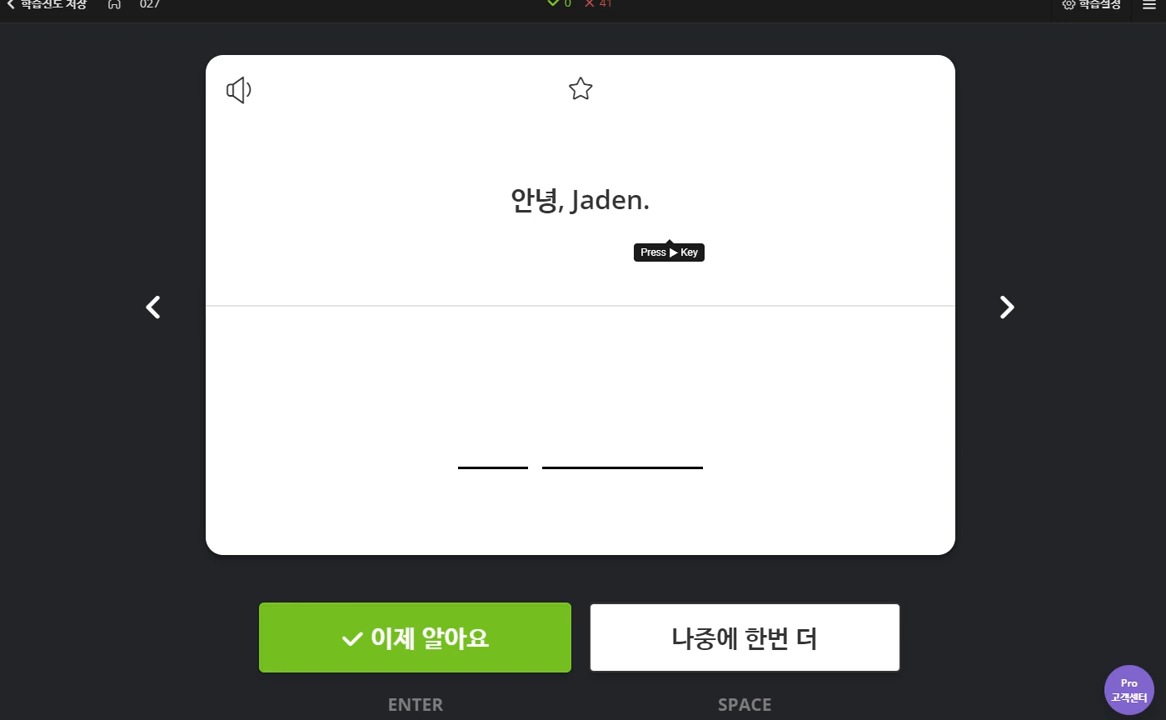 학습진도 저장 027 0 41 학습설정
안녕, Jaden.
Press ▶ Key
이제 알아요 나중에 한번 더
ENTER SPACE
Pro
고객센터